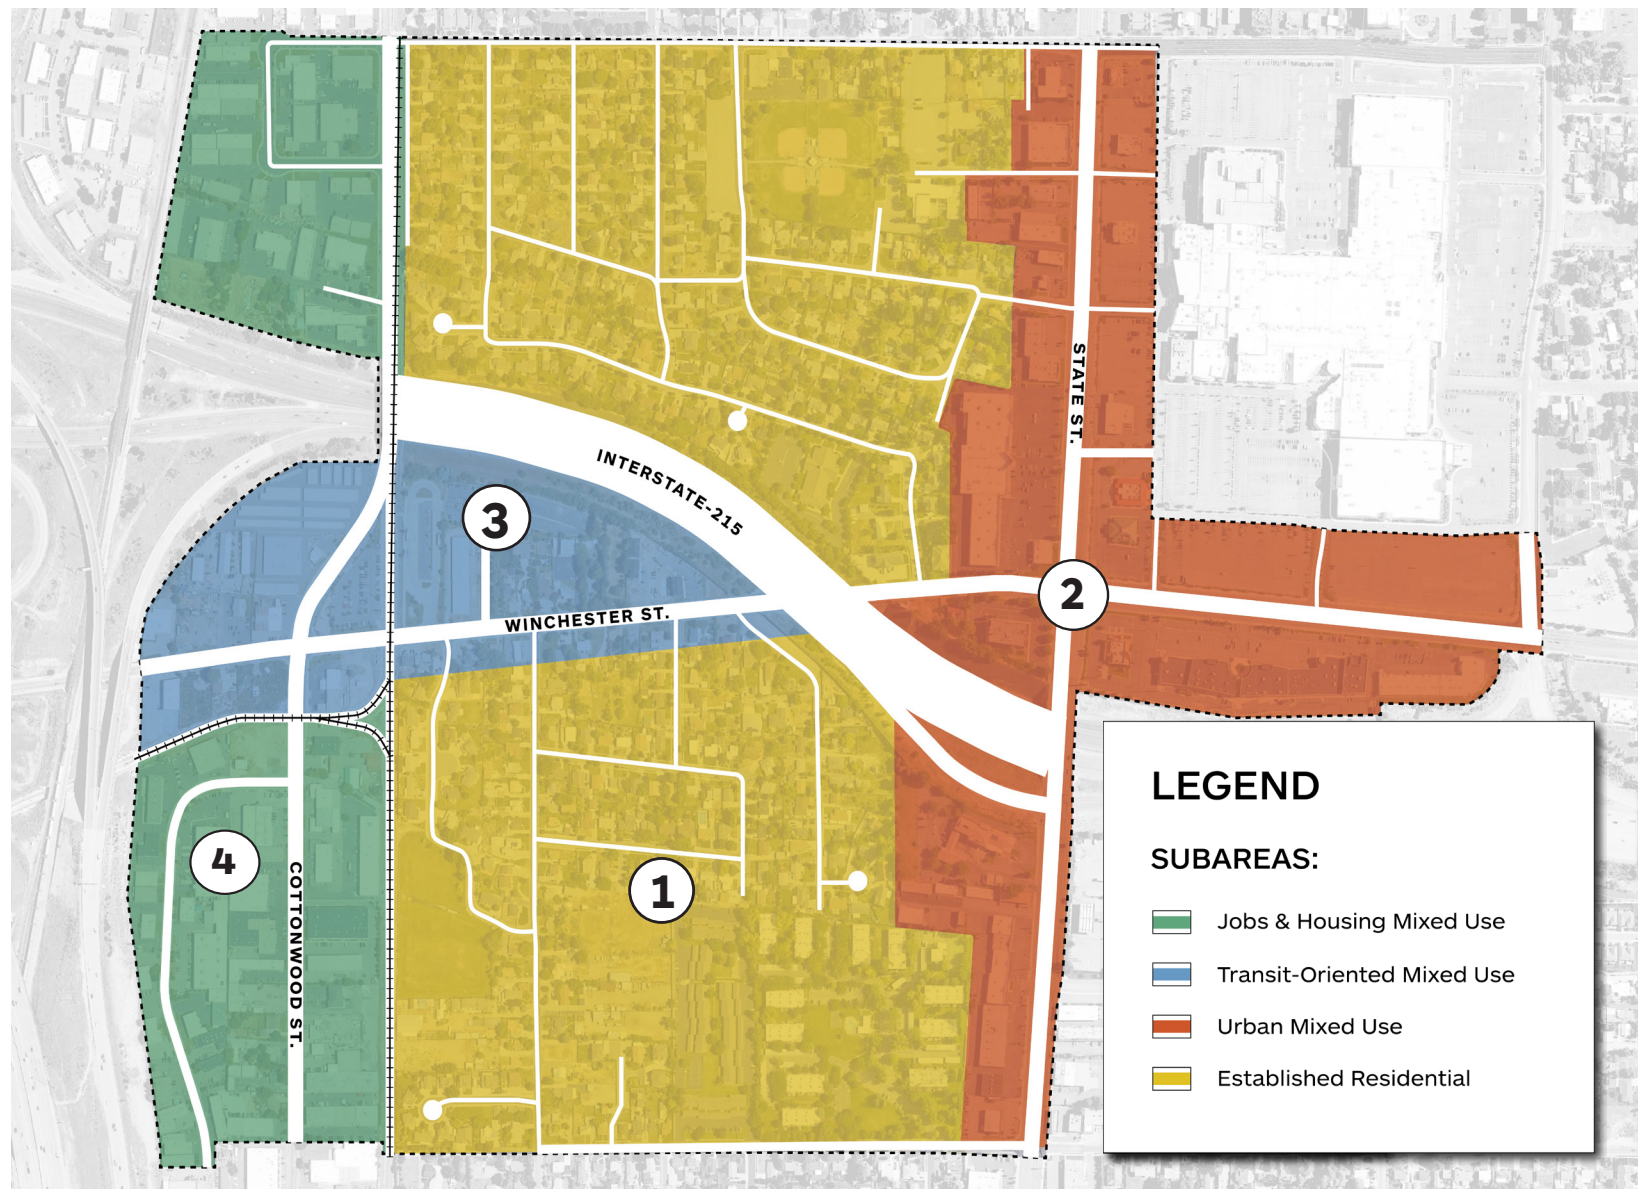 3
INTERSTATE-215
STATE ST.
2
WINCHESTER ST.
4
COTTONWOOD ST.
1
LEGEND
SUBAREAS:
Jobs & Housing Mixed Use
Transit-Oriented Mixed Use
Urban Mixed Use
Established Residential